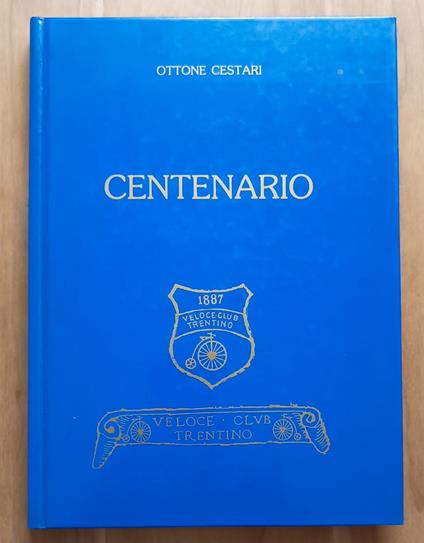 OTTONE CESTARI
CENTENARIO
1887
VELOCE-CLUB
TRENTINO
VELOCE · CLVB
TRENTINO